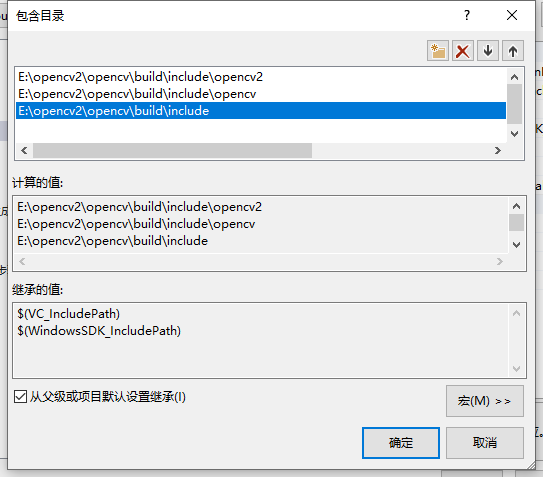 包含目录
E:\opencv2\opencv\build\include\opencv2
E:\opencv2\opencv\build\include\opencv
E:\opencv2\opencv\build\include
计算的值:
E:\opencv2\opencv\build\include\opencv2
E:\opencv2\opencv\build\include\opencv
E:\opencv2\opencv\build\include
继承的值:
$(VC_IncludePath)
$(WindowsSDK_IncludePath)
从父级或项目默认设置继承(I)
宏(M) >>
确定
取消